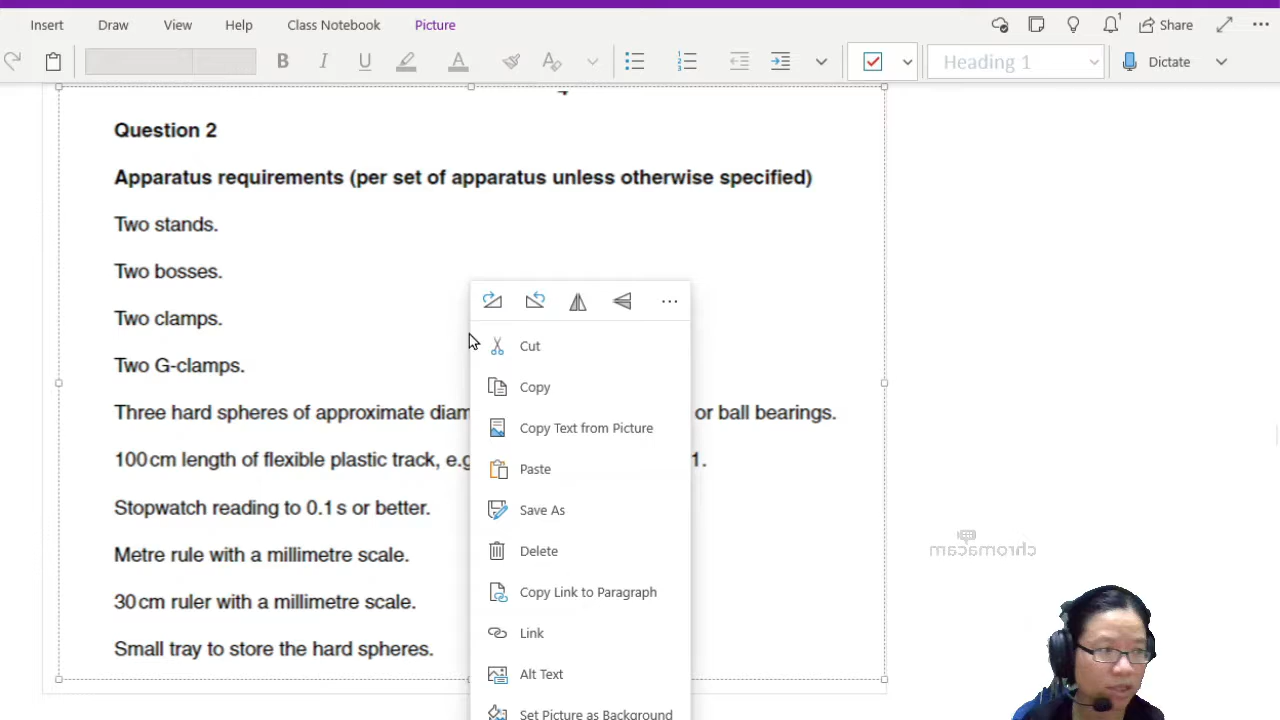 Insert Draw View Help Class Notebook Picture
1 Share
B I U A A Heading 1 Dictate
Question 2
Apparatus requirements (per set of apparatus unless otherwise specified)
Two stands.
Two bosses.
Two clamps.
Two G-clamps.
Three hard spheres of approximate diam or ball bearings.
100 cm length of flexible plastic track, e.g 1.
Stopwatch reading to 0.1 s or better.
Metre rule with a millimetre scale.
30 cm ruler with a millimetre scale.
Small tray to store the hard spheres.
Cut
Copy
Copy Text from Picture
Paste
Save As
Delete
Copy Link to Paragraph
Link
Alt Text
Set Picture as Background
chromacam